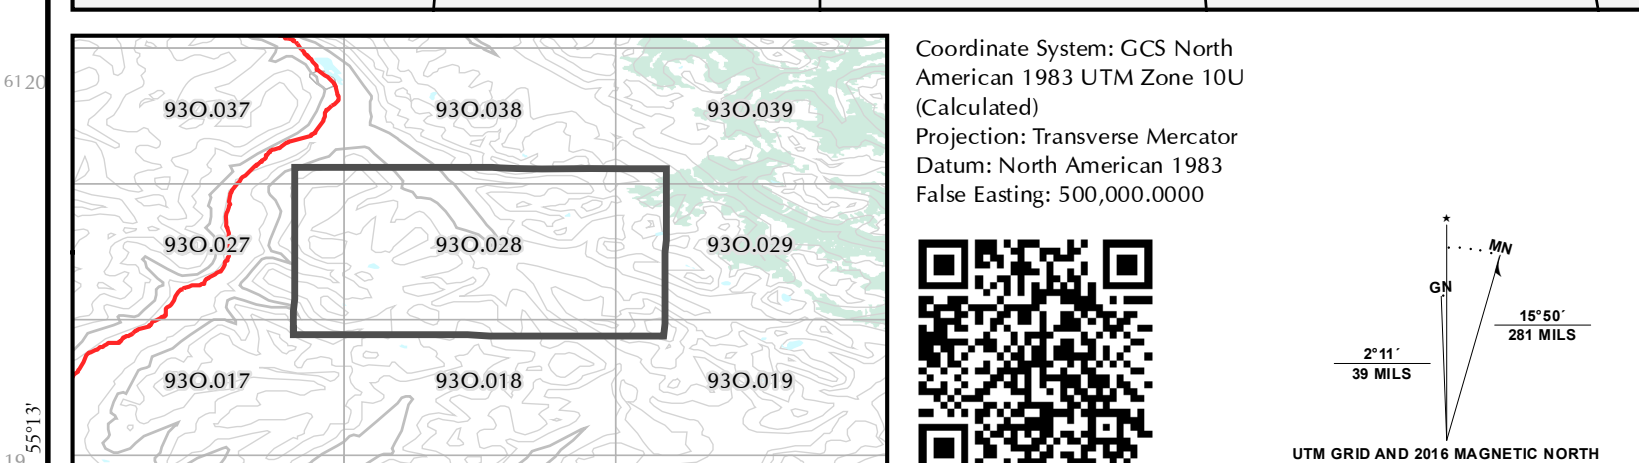 6120
93O.037
93O.038
93O.039
93O.027
93O.028
93O.029
93O.017
93O.018
93O.019
55°13'
19
Coordinate System: GCS North
American 1983 UTM Zone 10U
(Calculated)
Projection: Transverse Mercator
Datum: North American 1983
False Easting: 500,000.0000
MN
GN
15°50´
281 MILS
2°11´
39 MILS
UTM GRID AND 2016 MAGNETIC NORTH